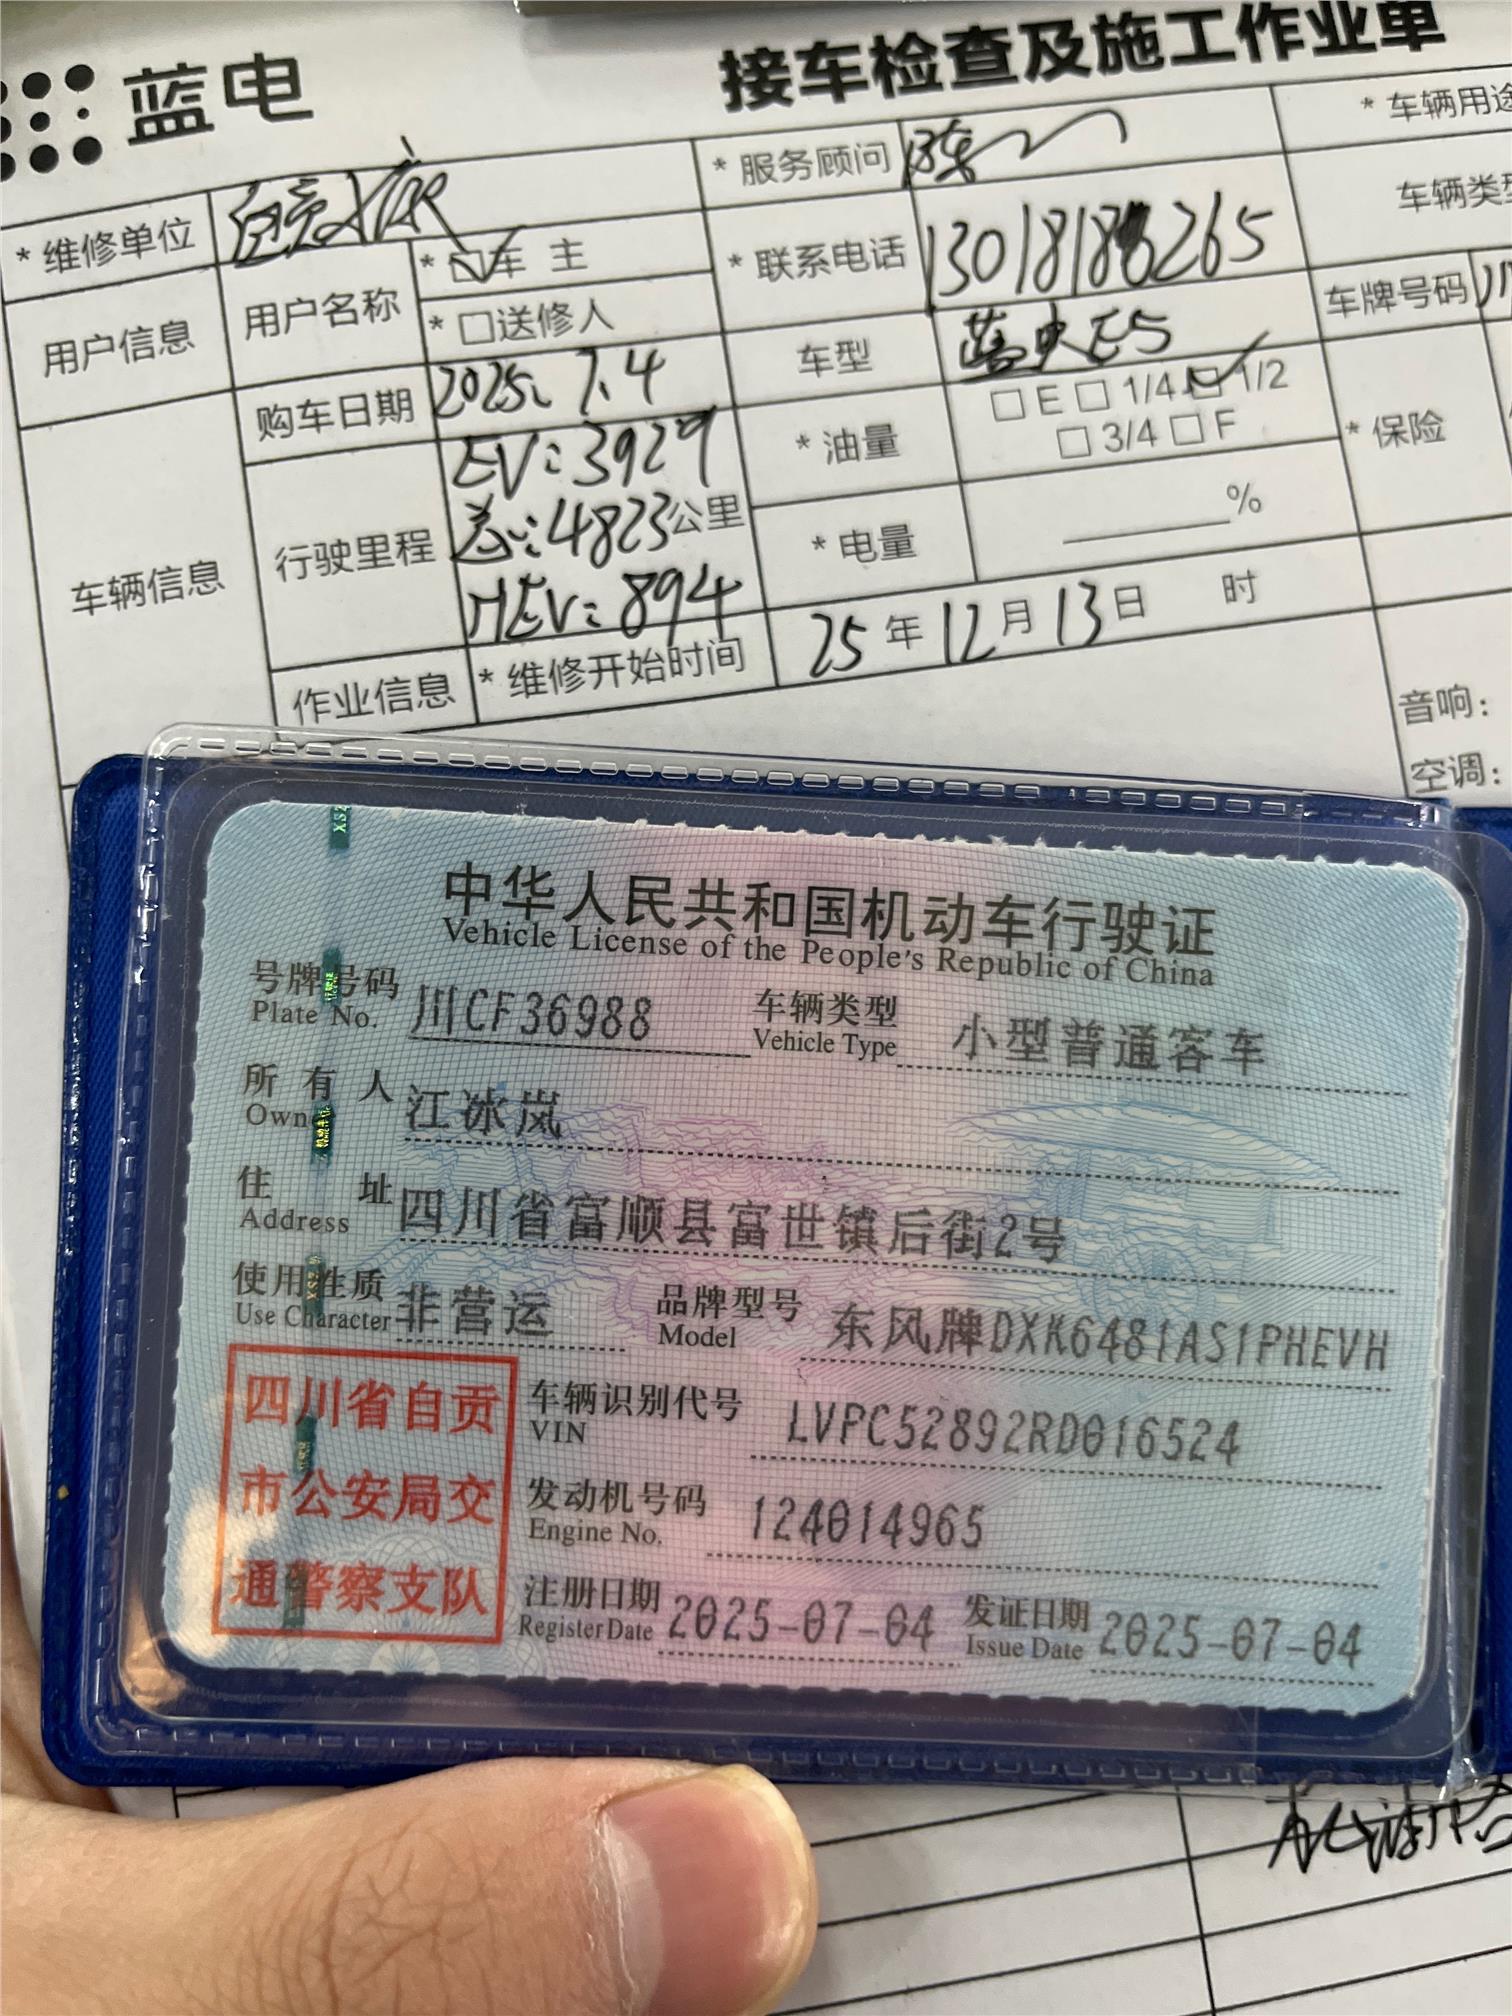 蓝电
接车检查及施工作业单
* 维修单位
* 服务顾问
* 车辆用途
用户信息
用户名称
* 车 主
* 送修人
* 联系电话
车辆类型
车牌号码 川
购车日期 2025.7.4
车型 蓝电E5
车辆信息
行驶里程
EV: 3929
总: 4823公里
HEV: 894
* 油量
E 1/4 1/2
3/4 F
* 保险
* 电量 %
作业信息
* 维修开始时间 25年12月13日 时
音响:
空调:
中华人民共和国机动车行驶证
Vehicle License of the People's Republic of China
号牌号码 川CF36988 车辆类型 小型普通客车
Plate No. Vehicle Type
所有人 江冰岚
Owner
住址 四川省富顺县富世镇后街2号
Address
使用性质 非营运 品牌型号 东风牌DXK6481AS1PHEVH
Use Character Model
四川省自贡
市公安局交
通警察支队
车辆识别代号 LVPC52892RD016524
VIN
发动机号码 124014965
Engine No.
注册日期 2025-07-04 发证日期 2025-07-04
Register Date Issue Date